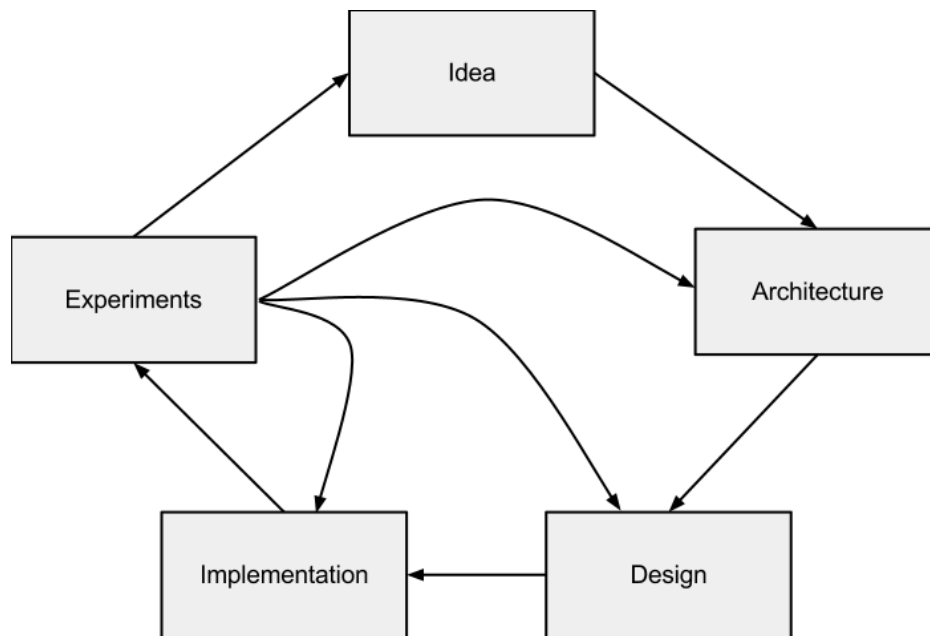 Idea
Experiments
Architecture
Implementation
Design